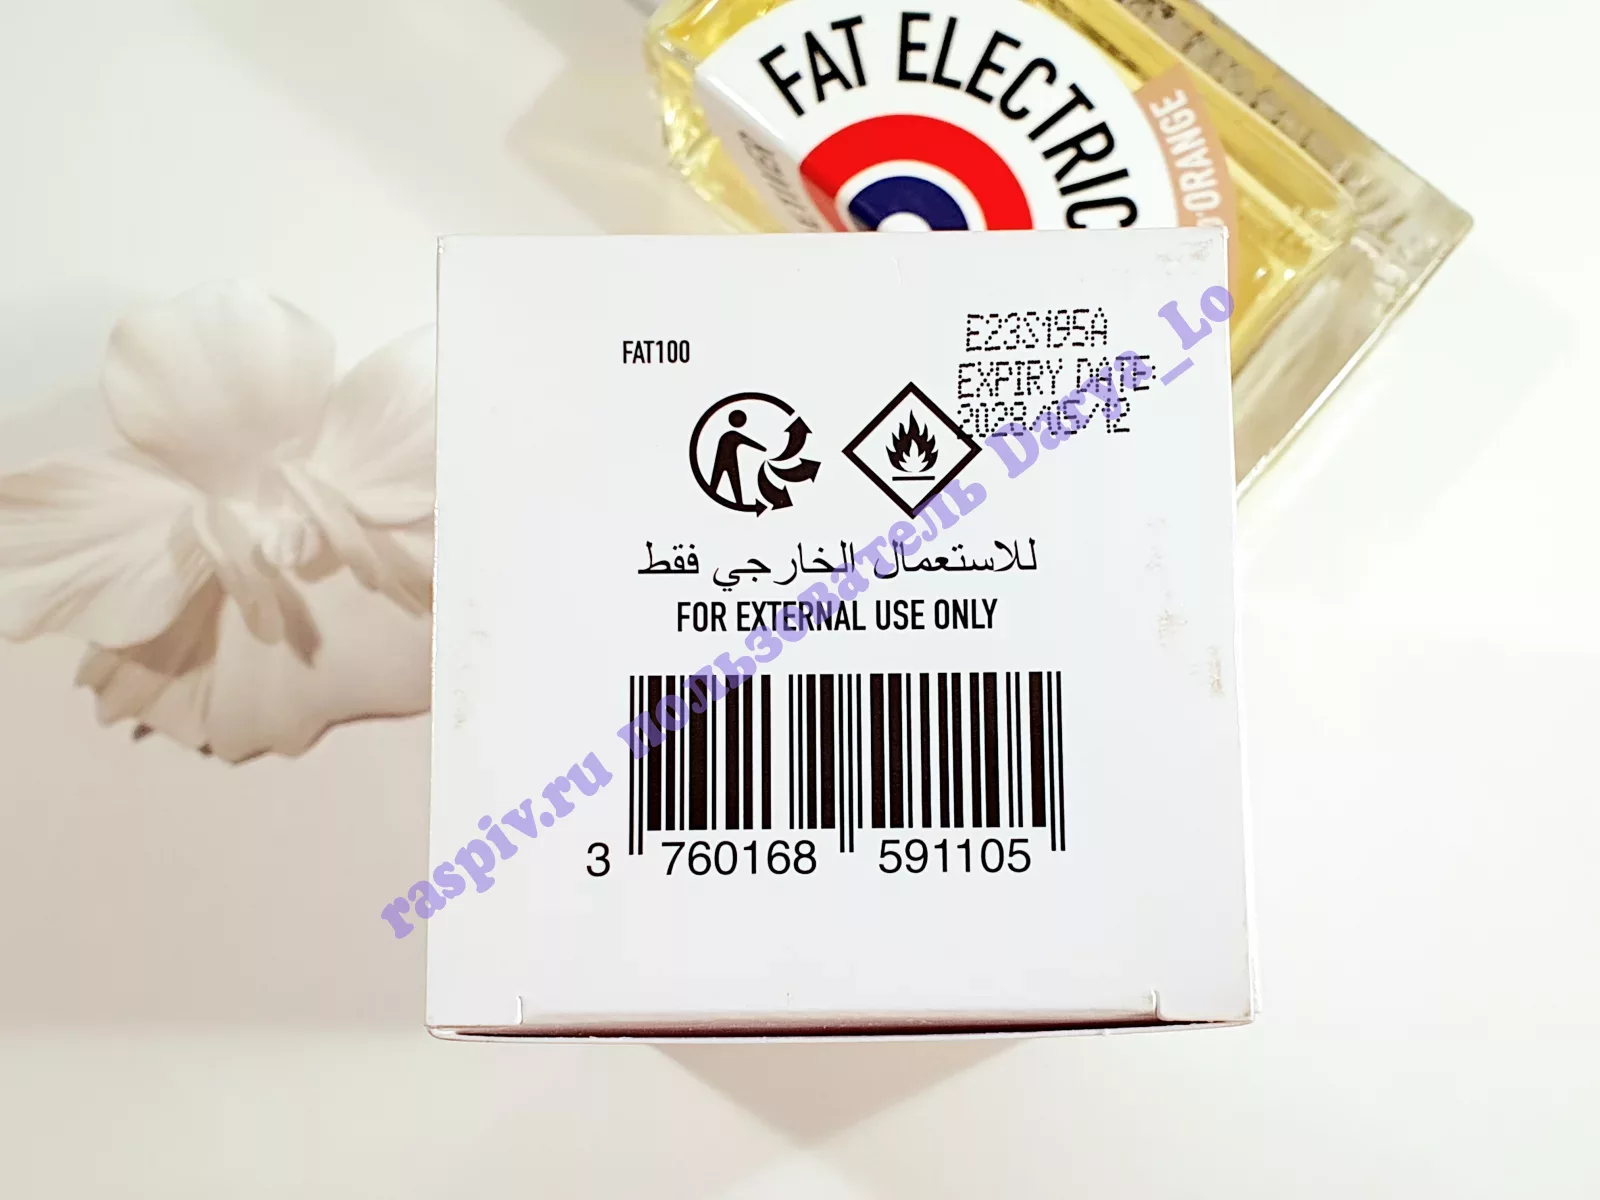 FAT ELECTRIC
D'ORANGE
E23S195A
FAT100
EXPIRY DATE:
2028/05/12
للاستعمال الخارجي فقط
FOR EXTERNAL USE ONLY
3 760168 591105
raspiv.ru пользователь Darya_Lo